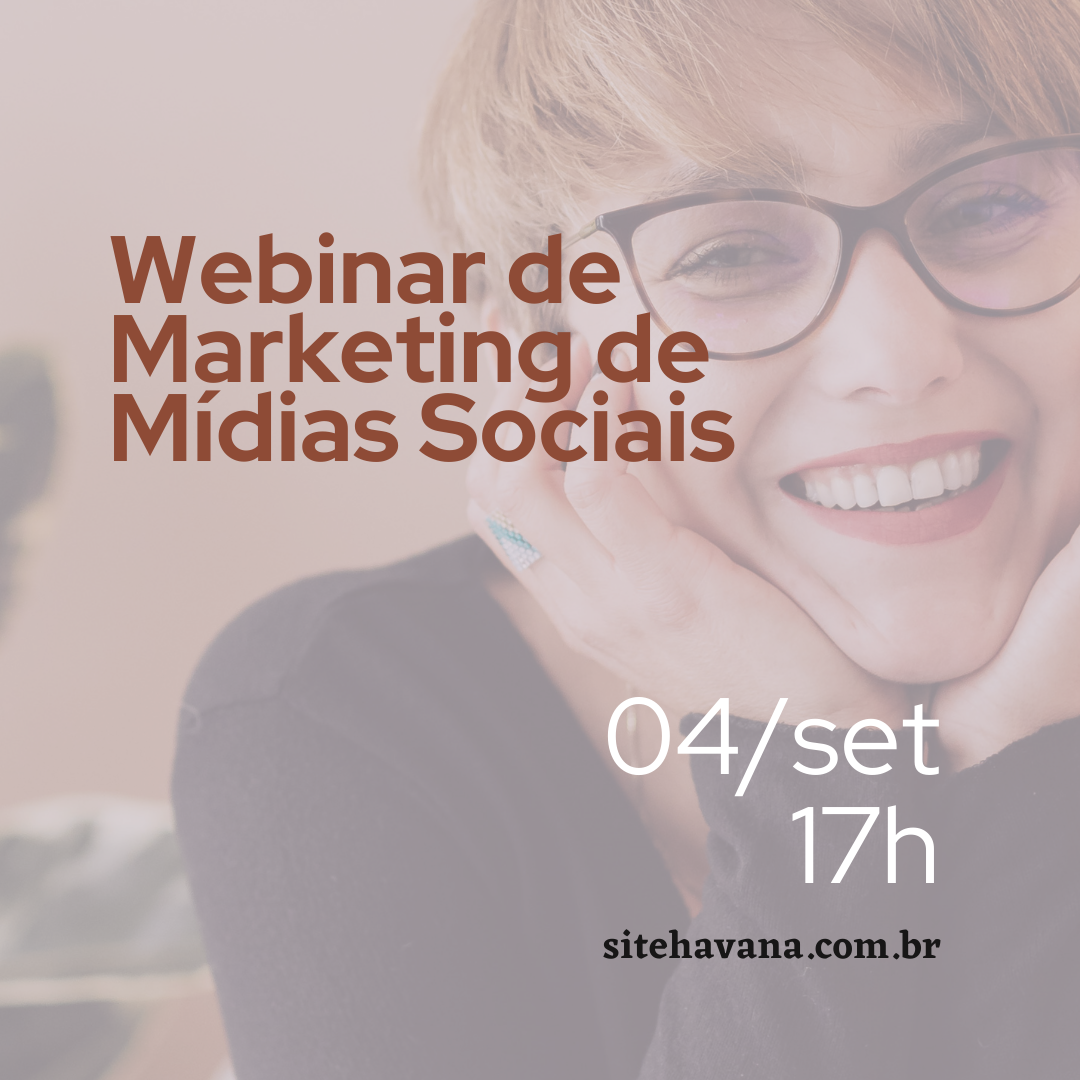 Webinar de
Marketing de
Mídias Sociais
04/set
17h
sitehavana.com.br